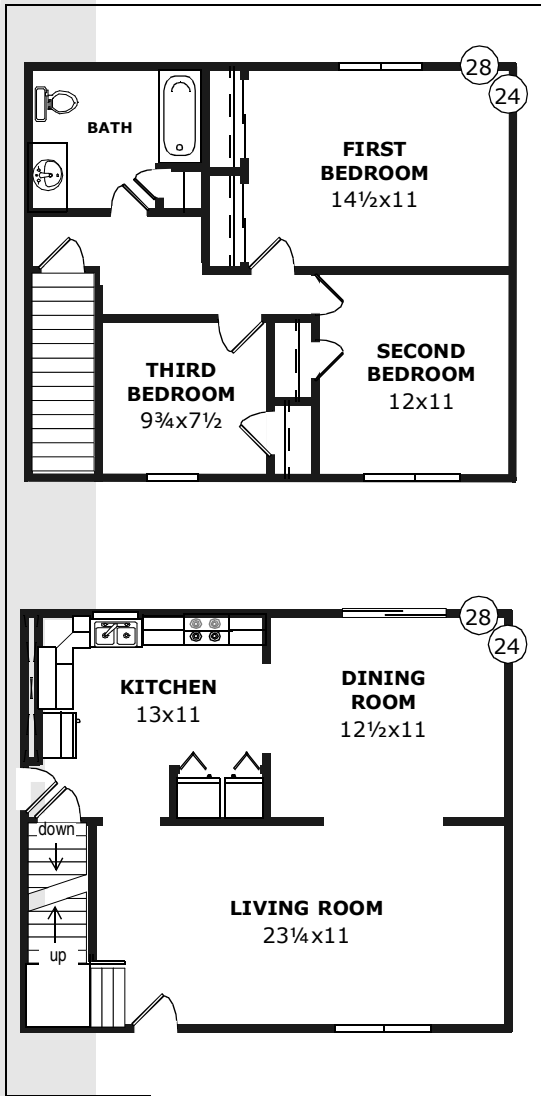 28
24
BATH
FIRST
BEDROOM
14½x11
THIRD
BEDROOM
9¾x7½
SECOND
BEDROOM
12x11
28
24
KITCHEN
13x11
DINING
ROOM
12½x11
down
up
LIVING ROOM
23¼x11